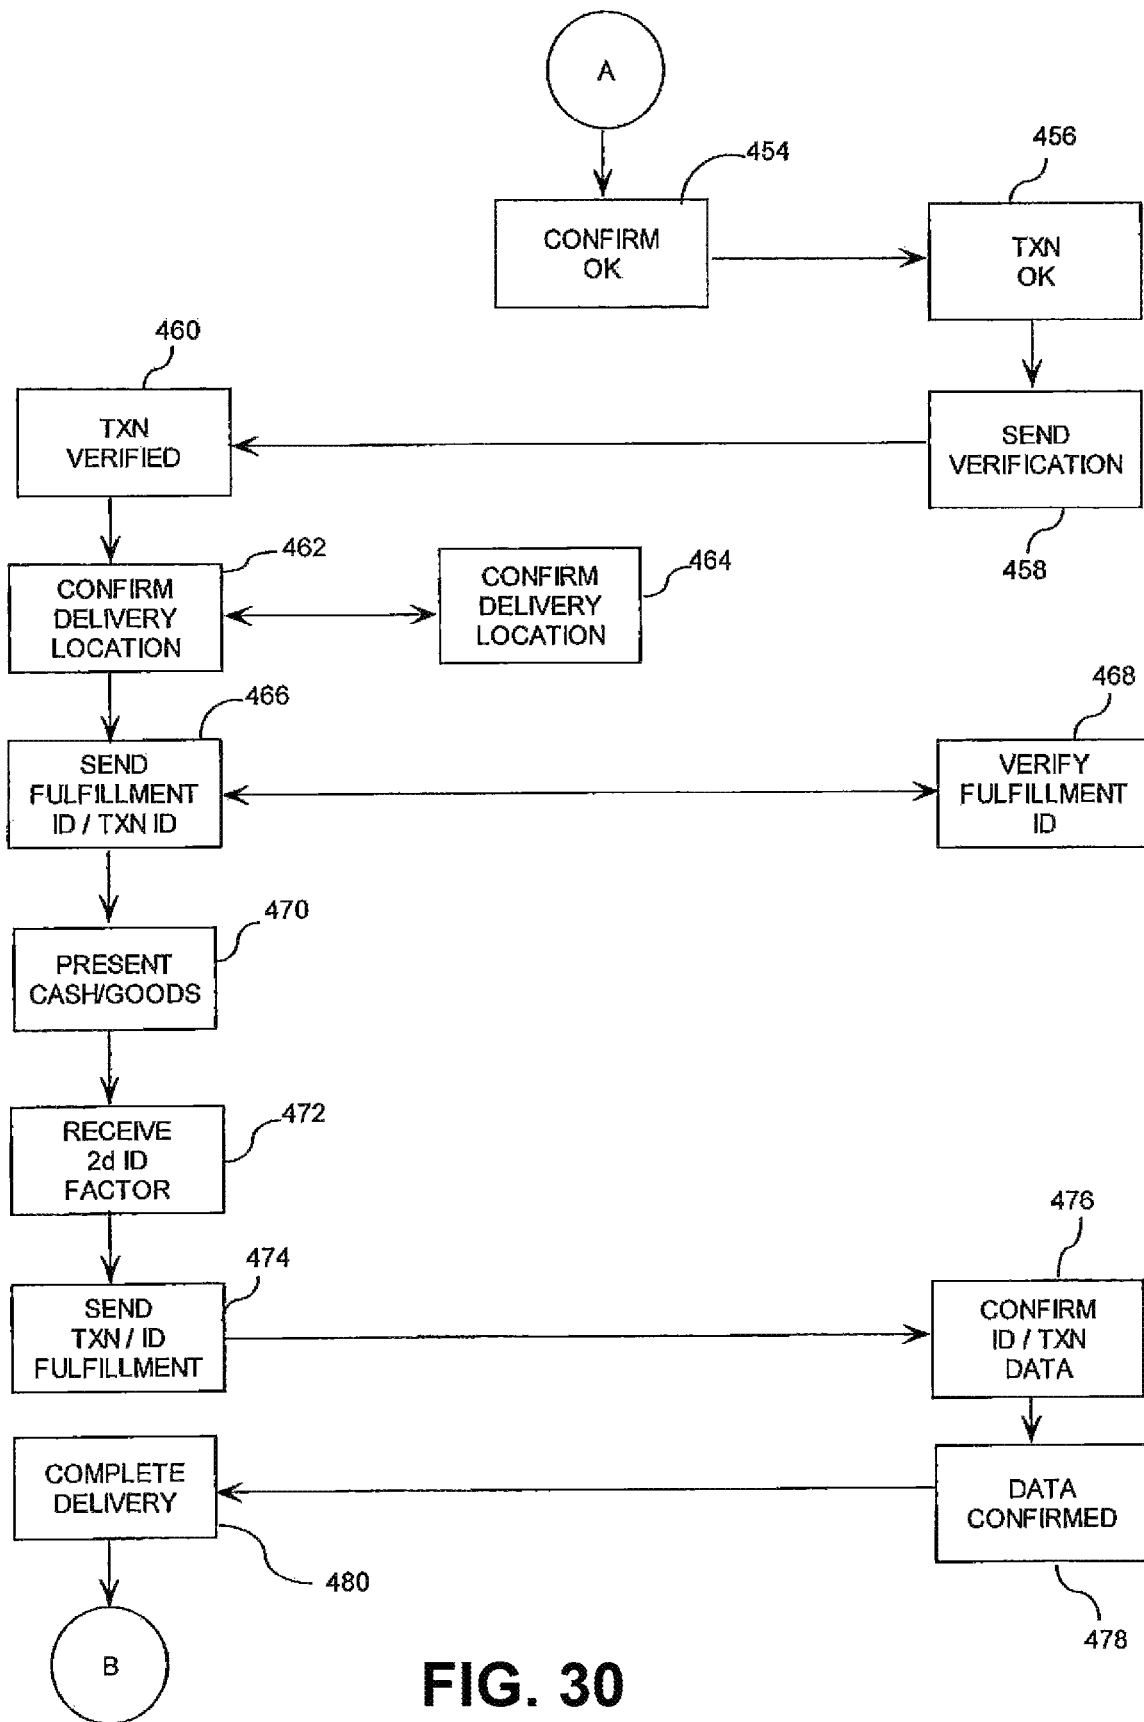 A
454
CONFIRM
OK
456
TXN
OK
460
TXN
VERIFIED
SEND
VERIFICATION
458
462
CONFIRM
DELIVERY
LOCATION
464
CONFIRM
DELIVERY
LOCATION
466
SEND
FULFILLMENT
ID / TXN ID
468
VERIFY
FULFILLMENT
ID
470
PRESENT
CASH/GOODS
472
RECEIVE
2d ID
FACTOR
474
SEND
TXN / ID
FULFILLMENT
476
CONFIRM
ID / TXN
DATA
COMPLETE
DELIVERY
480
DATA
CONFIRMED
478
B
FIG. 30